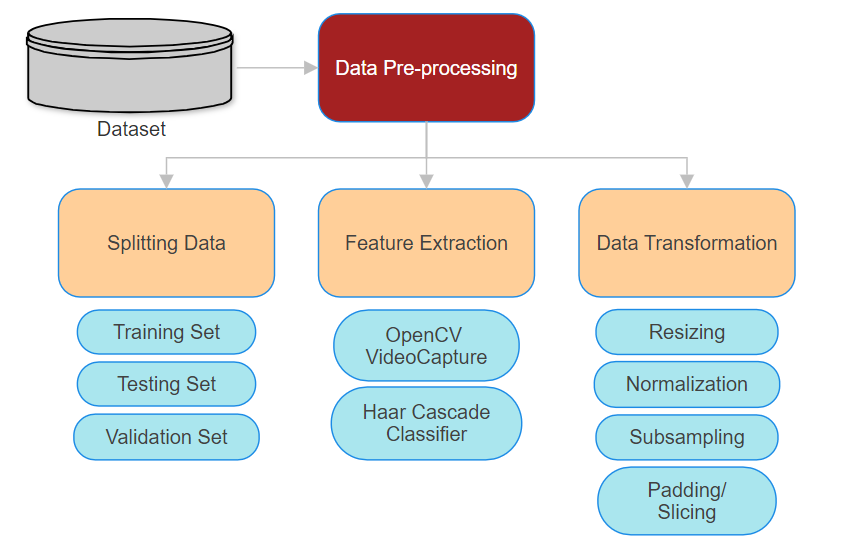 Data Pre-processing
Dataset
Splitting Data
Feature Extraction
Data Transformation
Training Set
Testing Set
Validation Set
OpenCV
VideoCapture
Haar Cascade
Classifier
Resizing
Normalization
Subsampling
Padding/
Slicing